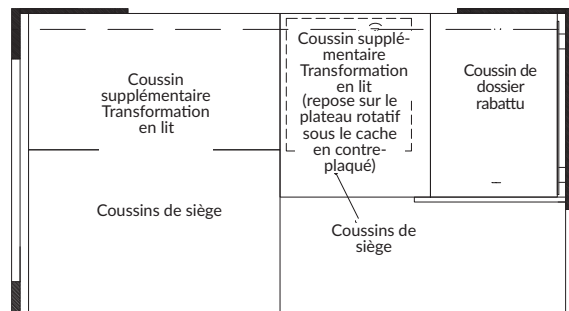 Coussin
supplémentaire
Transformation
en lit
Coussin supplé-
mentaire
Transformation
en lit
(repose sur le
plateau rotatif
sous le cache
en contre-
plaqué)
Coussin de
dossier
rabattu
Coussins de siège
Coussins de
siège